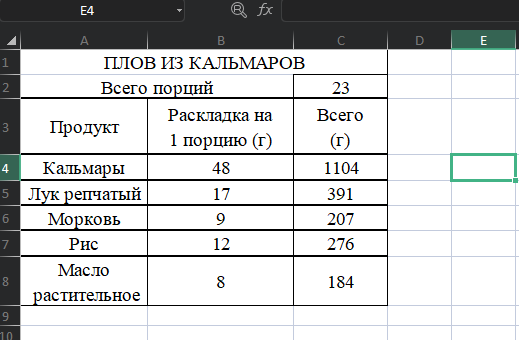 E4 fx
A B C D E
1 ПЛОВ ИЗ КАЛЬМАРОВ
2 Всего порций 23
3 Продукт Раскладка на 1 порцию (г) Всего (г)
4 Кальмары 48 1104
5 Лук репчатый 17 391
6 Морковь 9 207
7 Рис 12 276
8 Масло растительное 8 184
9
10